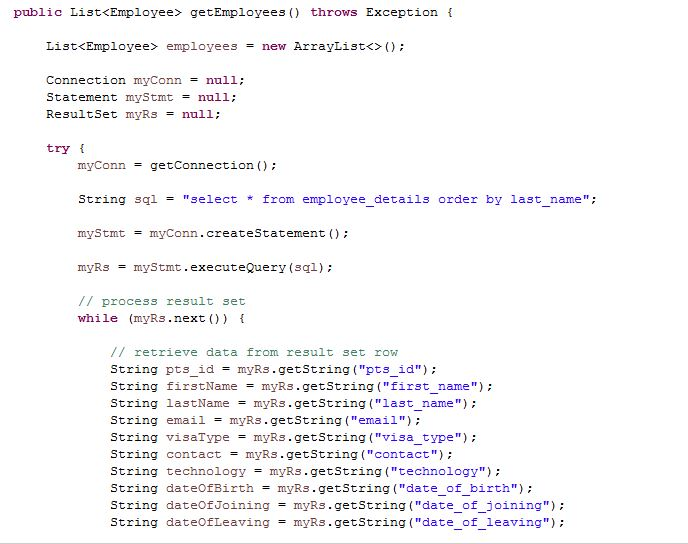 public List<Employee> getEmployees() throws Exception {
List<Employee> employees = new ArrayList<>();
Connection myConn = null;
Statement myStmt = null;
ResultSet myRs = null;
try {
myConn = getConnection();
String sql = "select * from employee_details order by last_name";
myStmt = myConn.createStatement();
myRs = myStmt.executeQuery(sql);
// process result set
while (myRs.next()) {
// retrieve data from result set row
String pts_id = myRs.getString("pts_id");
String firstName = myRs.getString("first_name");
String lastName = myRs.getString("last_name");
String email = myRs.getString("email");
String visaType = myRs.getString("visa_type");
String contact = myRs.getString("contact");
String technology = myRs.getString("technology");
String dateOfBirth = myRs.getString("date_of_birth");
String dateOfJoining = myRs.getString("date_of_joining");
String dateOfLeaving = myRs.getString("date_of_leaving");